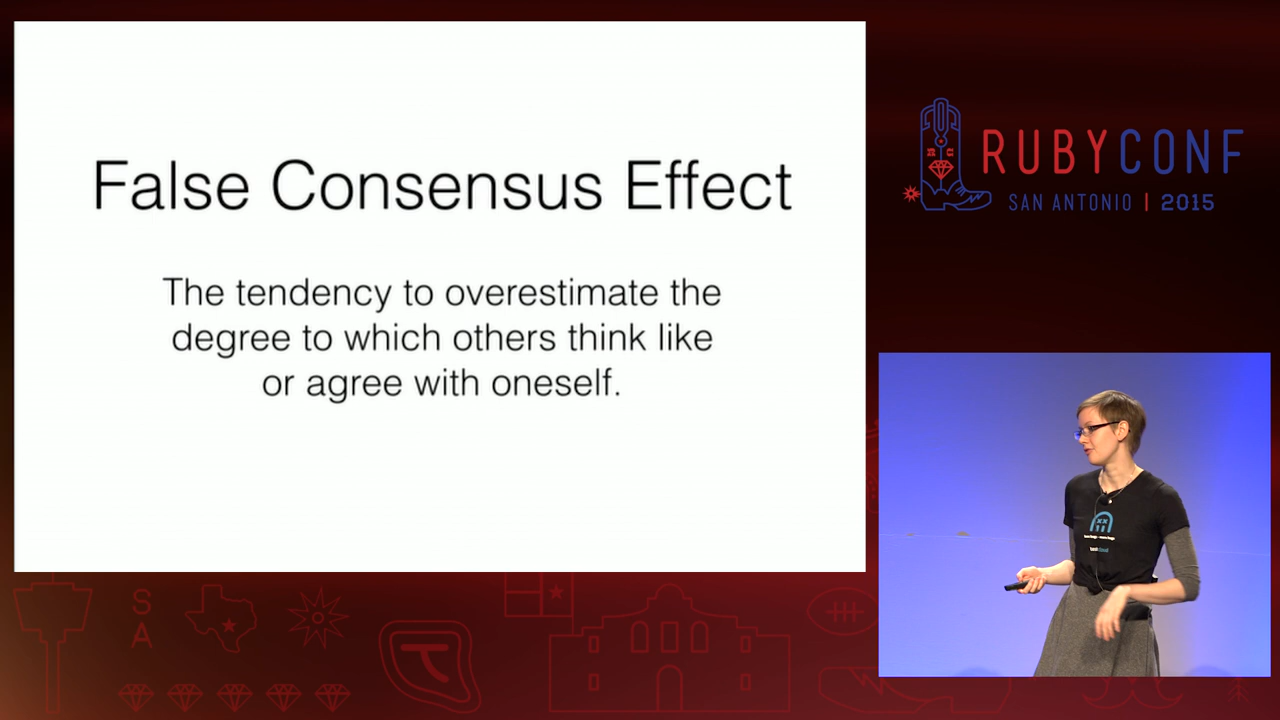 False Consensus Effect
The tendency to overestimate the
degree to which others think like
or agree with oneself.
RUBYCONF
SAN ANTONIO | 2015
S
A